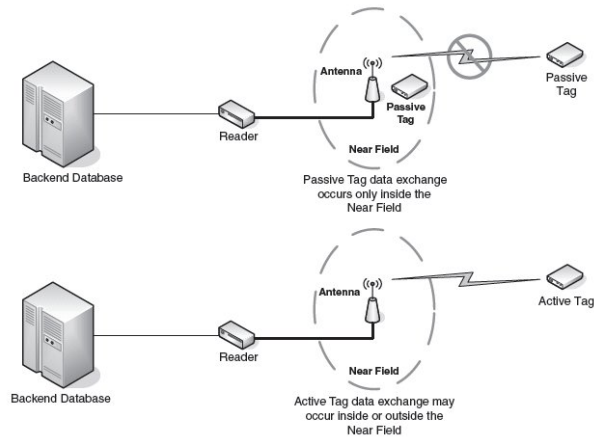 Antenna
Passive
Tag
Passive
Tag
Reader
Near Field
Backend Database
Passive Tag data exchange
occurs only inside the
Near Field
Antenna
Active Tag
Reader
Near Field
Backend Database
Active Tag data exchange may
occur inside or outside the
Near Field